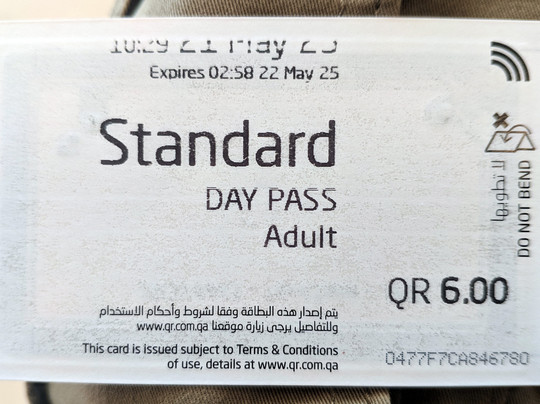 10:29 21 May 25
Expires 02:58 22 May 25
Standard
DAY PASS
Adult
QR 6.00
يتم إصدار هذه البطاقة وفقا لشروط وأحكام الاستخدام
وللتفاصيل يرجى زيارة موقعنا www.qr.com.qa
This card is issued subject to Terms & Conditions
of use, details at www.qr.com.qa
0477F7CA846780
لا تطويها
DO NOT BEND